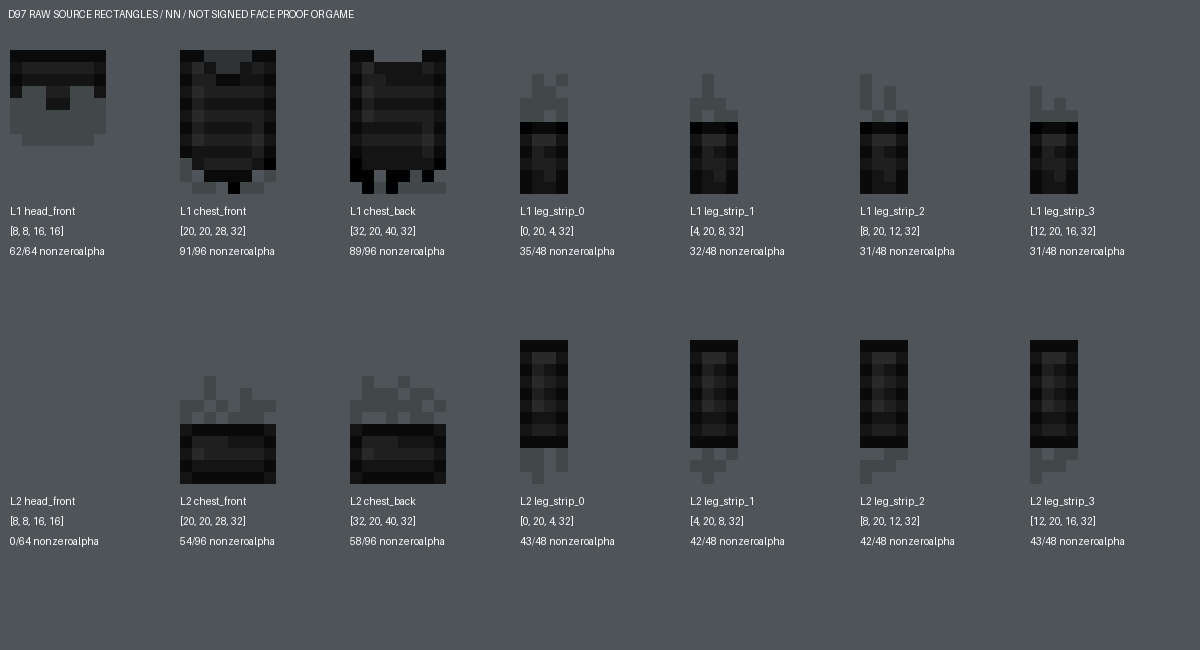 D97 RAW SOURCE RECTANGLES / NN / NOT SIGNED FACE PROOF OR GAME
L1 head_front L1 chest_front L1 chest_back L1 leg_strip_0 L1 leg_strip_1 L1 leg_strip_2 L1 leg_strip_3
[8, 8, 16, 16] [20, 20, 28, 32] [32, 20, 40, 32] [0, 20, 4, 32] [4, 20, 8, 32] [8, 20, 12, 32] [12, 20, 16, 32]
62/64 nonzeroalpha 91/96 nonzeroalpha 89/96 nonzeroalpha 35/48 nonzeroalpha 32/48 nonzeroalpha 31/48 nonzeroalpha 31/48 nonzeroalpha
L2 head_front L2 chest_front L2 chest_back L2 leg_strip_0 L2 leg_strip_1 L2 leg_strip_2 L2 leg_strip_3
[8, 8, 16, 16] [20, 20, 28, 32] [32, 20, 40, 32] [0, 20, 4, 32] [4, 20, 8, 32] [8, 20, 12, 32] [12, 20, 16, 32]
0/64 nonzeroalpha 54/96 nonzeroalpha 58/96 nonzeroalpha 43/48 nonzeroalpha 42/48 nonzeroalpha 42/48 nonzeroalpha 43/48 nonzeroalpha